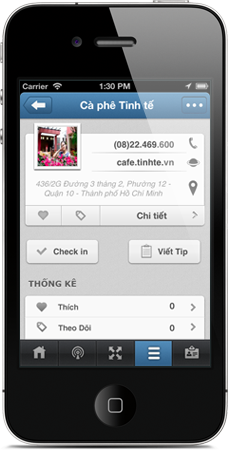 Carrier 1:30 PM
Cà phê Tinh tế
(08)22.469.600
cafe.tinhte.vn
436/2G Đường 3 tháng 2, Phường 12 -
Quận 10 - Thành phố Hồ Chí Minh
Chi tiết
Check in
Viết Tip
THỐNG KÊ
Thích 0
Theo Dõi 0